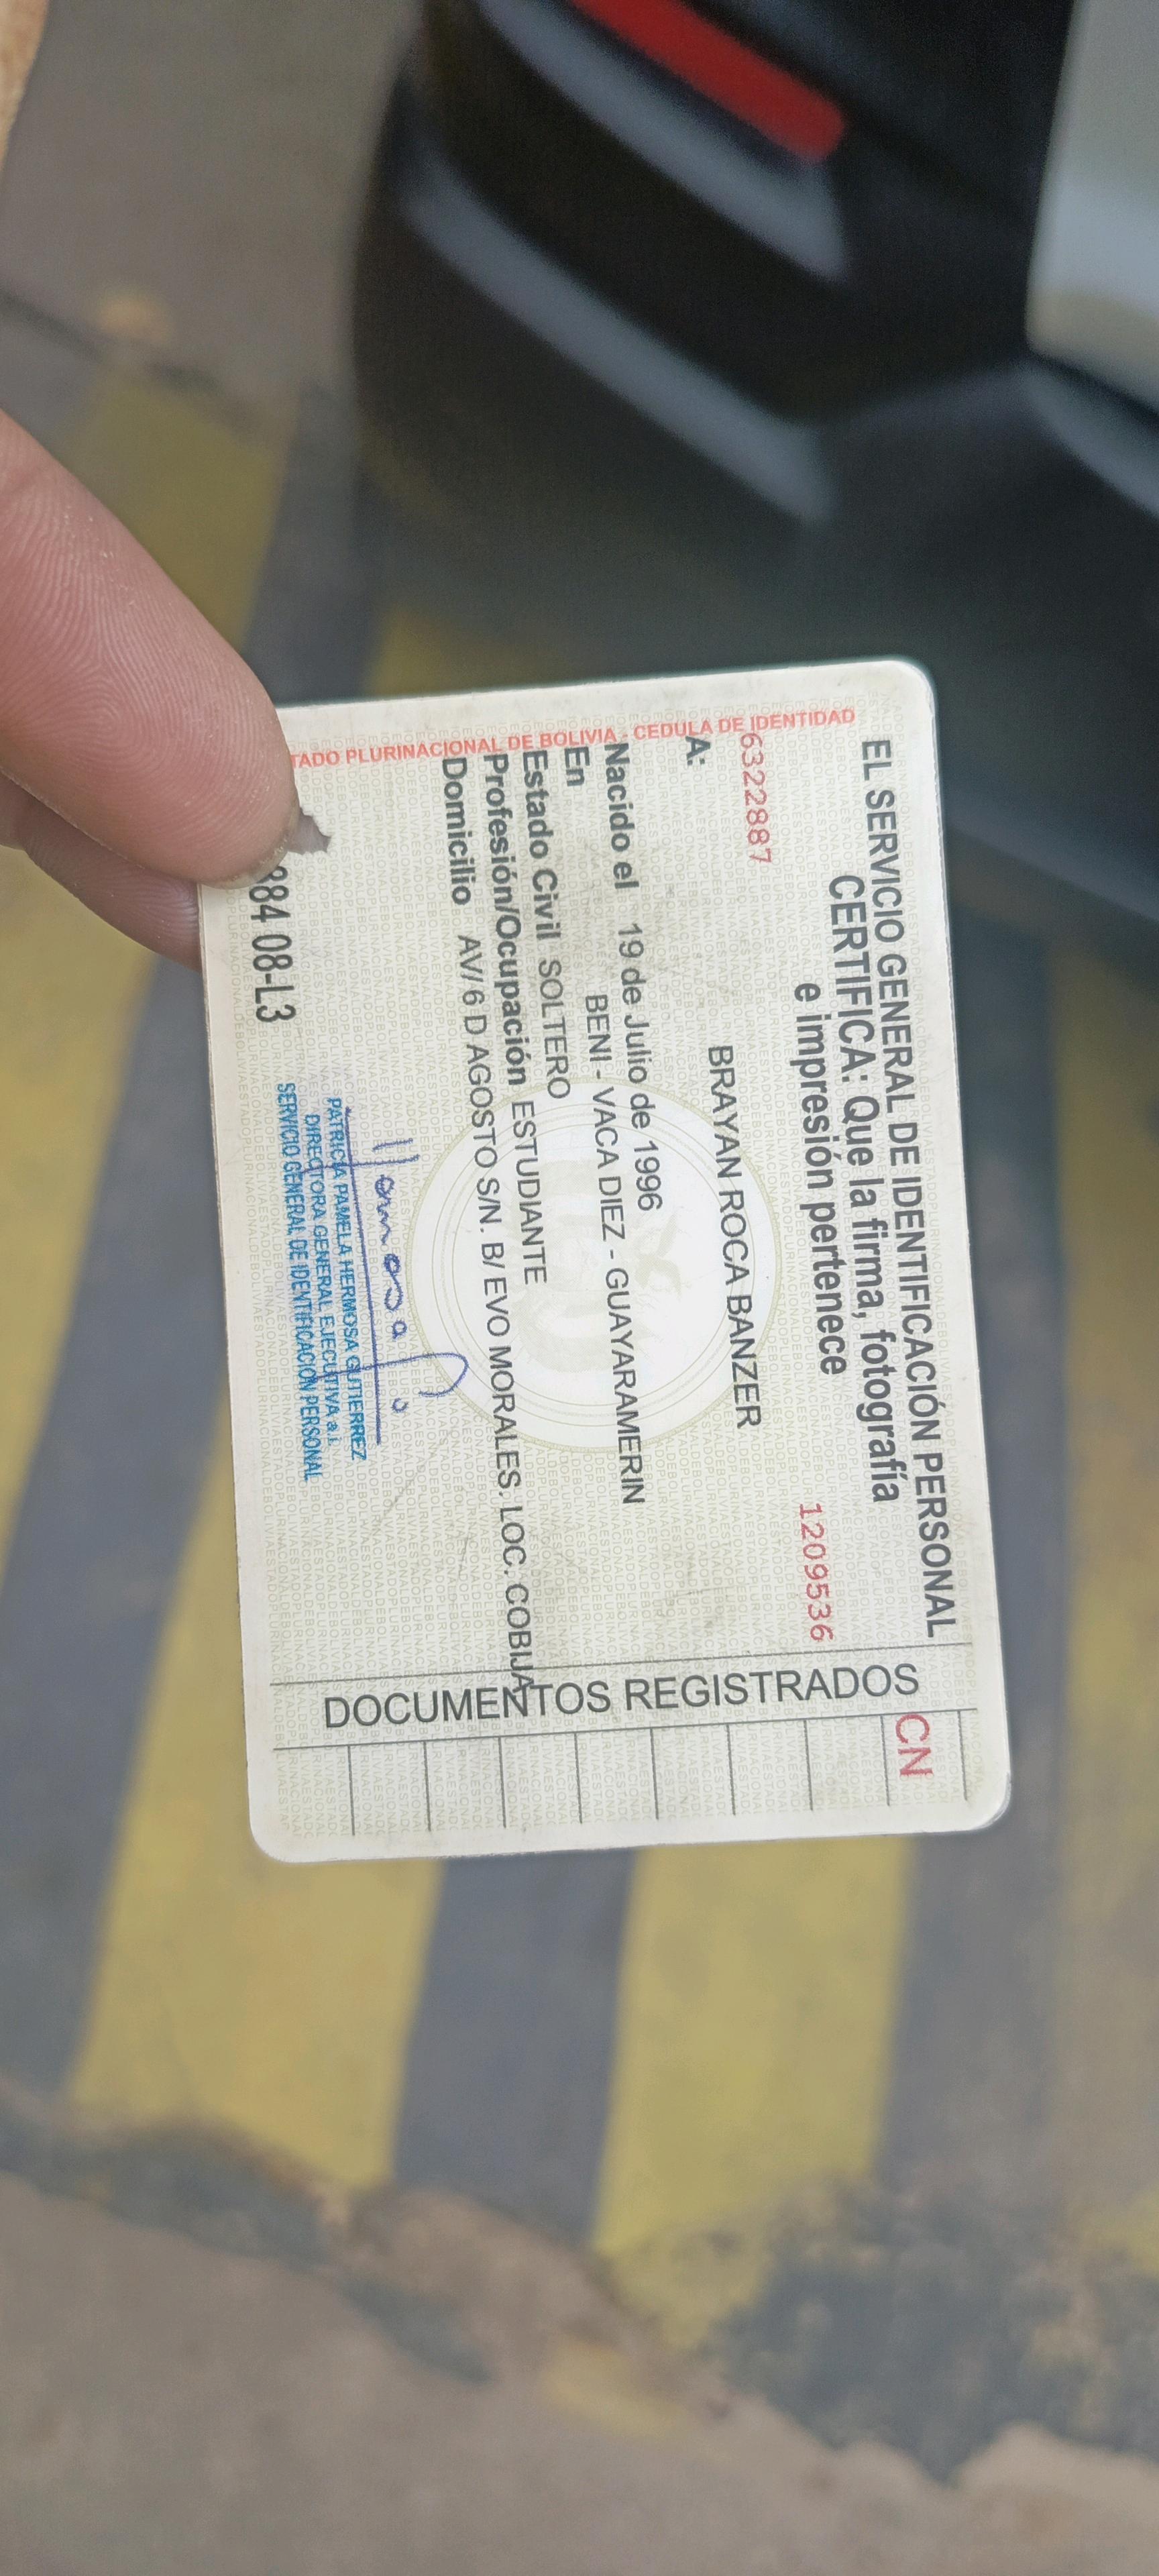 EL SERVICIO GENERAL DE IDENTIFICACIÓN PERSONAL
CERTIFICA: Que la firma, fotografía
e impresión pertenece
1209536
6322887
A: BRAYAN ROCA BANZER
Nacido el 19 de Julio de 1996
En BENI - VACA DIEZ - GUAYARAMERIN
Estado Civil SOLTERO
Profesión/Ocupación ESTUDIANTE
Domicilio AV/ 6 D AGOSTO S/N. B/ EVO MORALES. LOC. COBIJA
PATRICIA PAMELA HERMOSA GUTIERREZ
DIRECTORA GENERAL EJECUTIVA a.i.
SERVICIO GENERAL DE IDENTIFICACIÓN PERSONAL
84 08-L3
TADO PLURINACIONAL DE BOLIVIA - CEDULA DE IDENTIDAD
DOCUMENTOS REGISTRADOS
CN